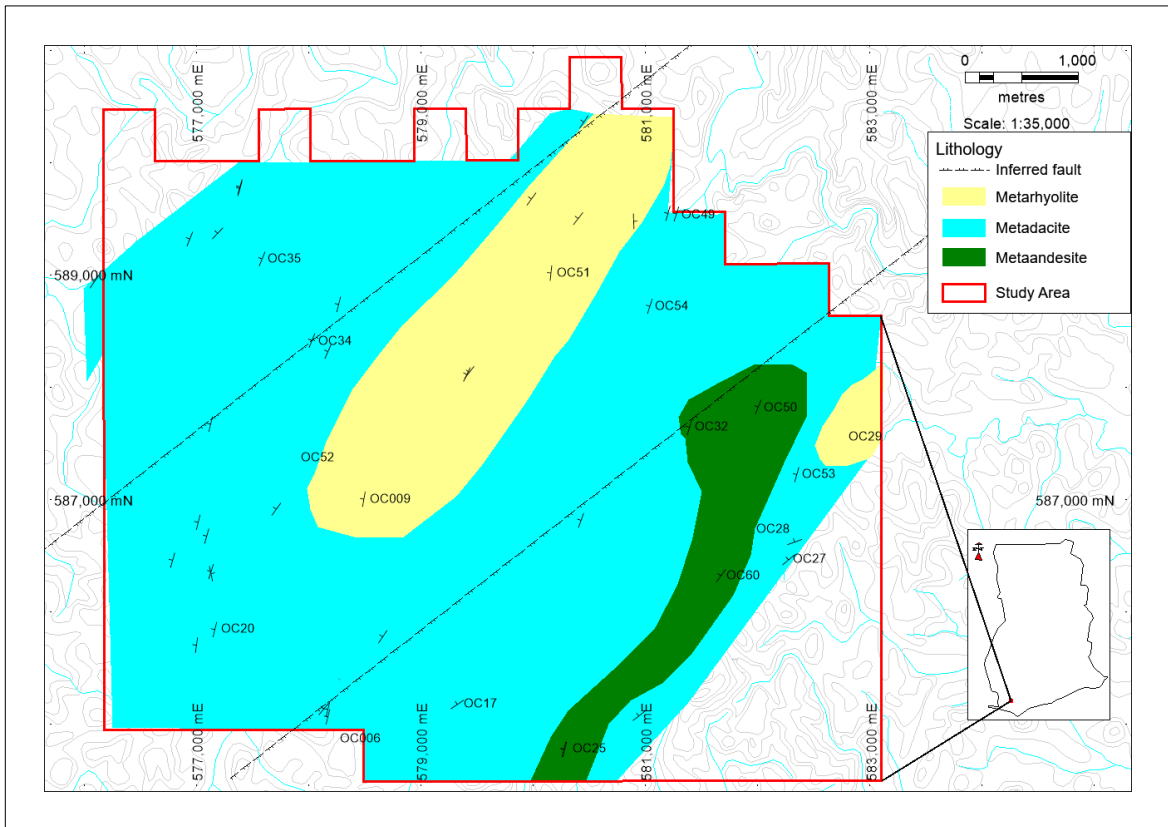 577,000 mE
579,000 mE
581,000 mE
583,000 mE
0 1,000
metres
Scale: 1:35,000
Lithology
Inferred fault
Metarhyolite
Metadacite
Metaandesite
Study Area
OC49
OC35
589,000 mN
OC51
OC54
OC34
OC50
OC32
OC29
OC52
OC53
587,000 mN
OC009
587,000 mN
OC28
OC27
OC60
OC20
OC17
OC006
OC25
577,000 mE
579,000 mE
581,000 mE
583,000 mE